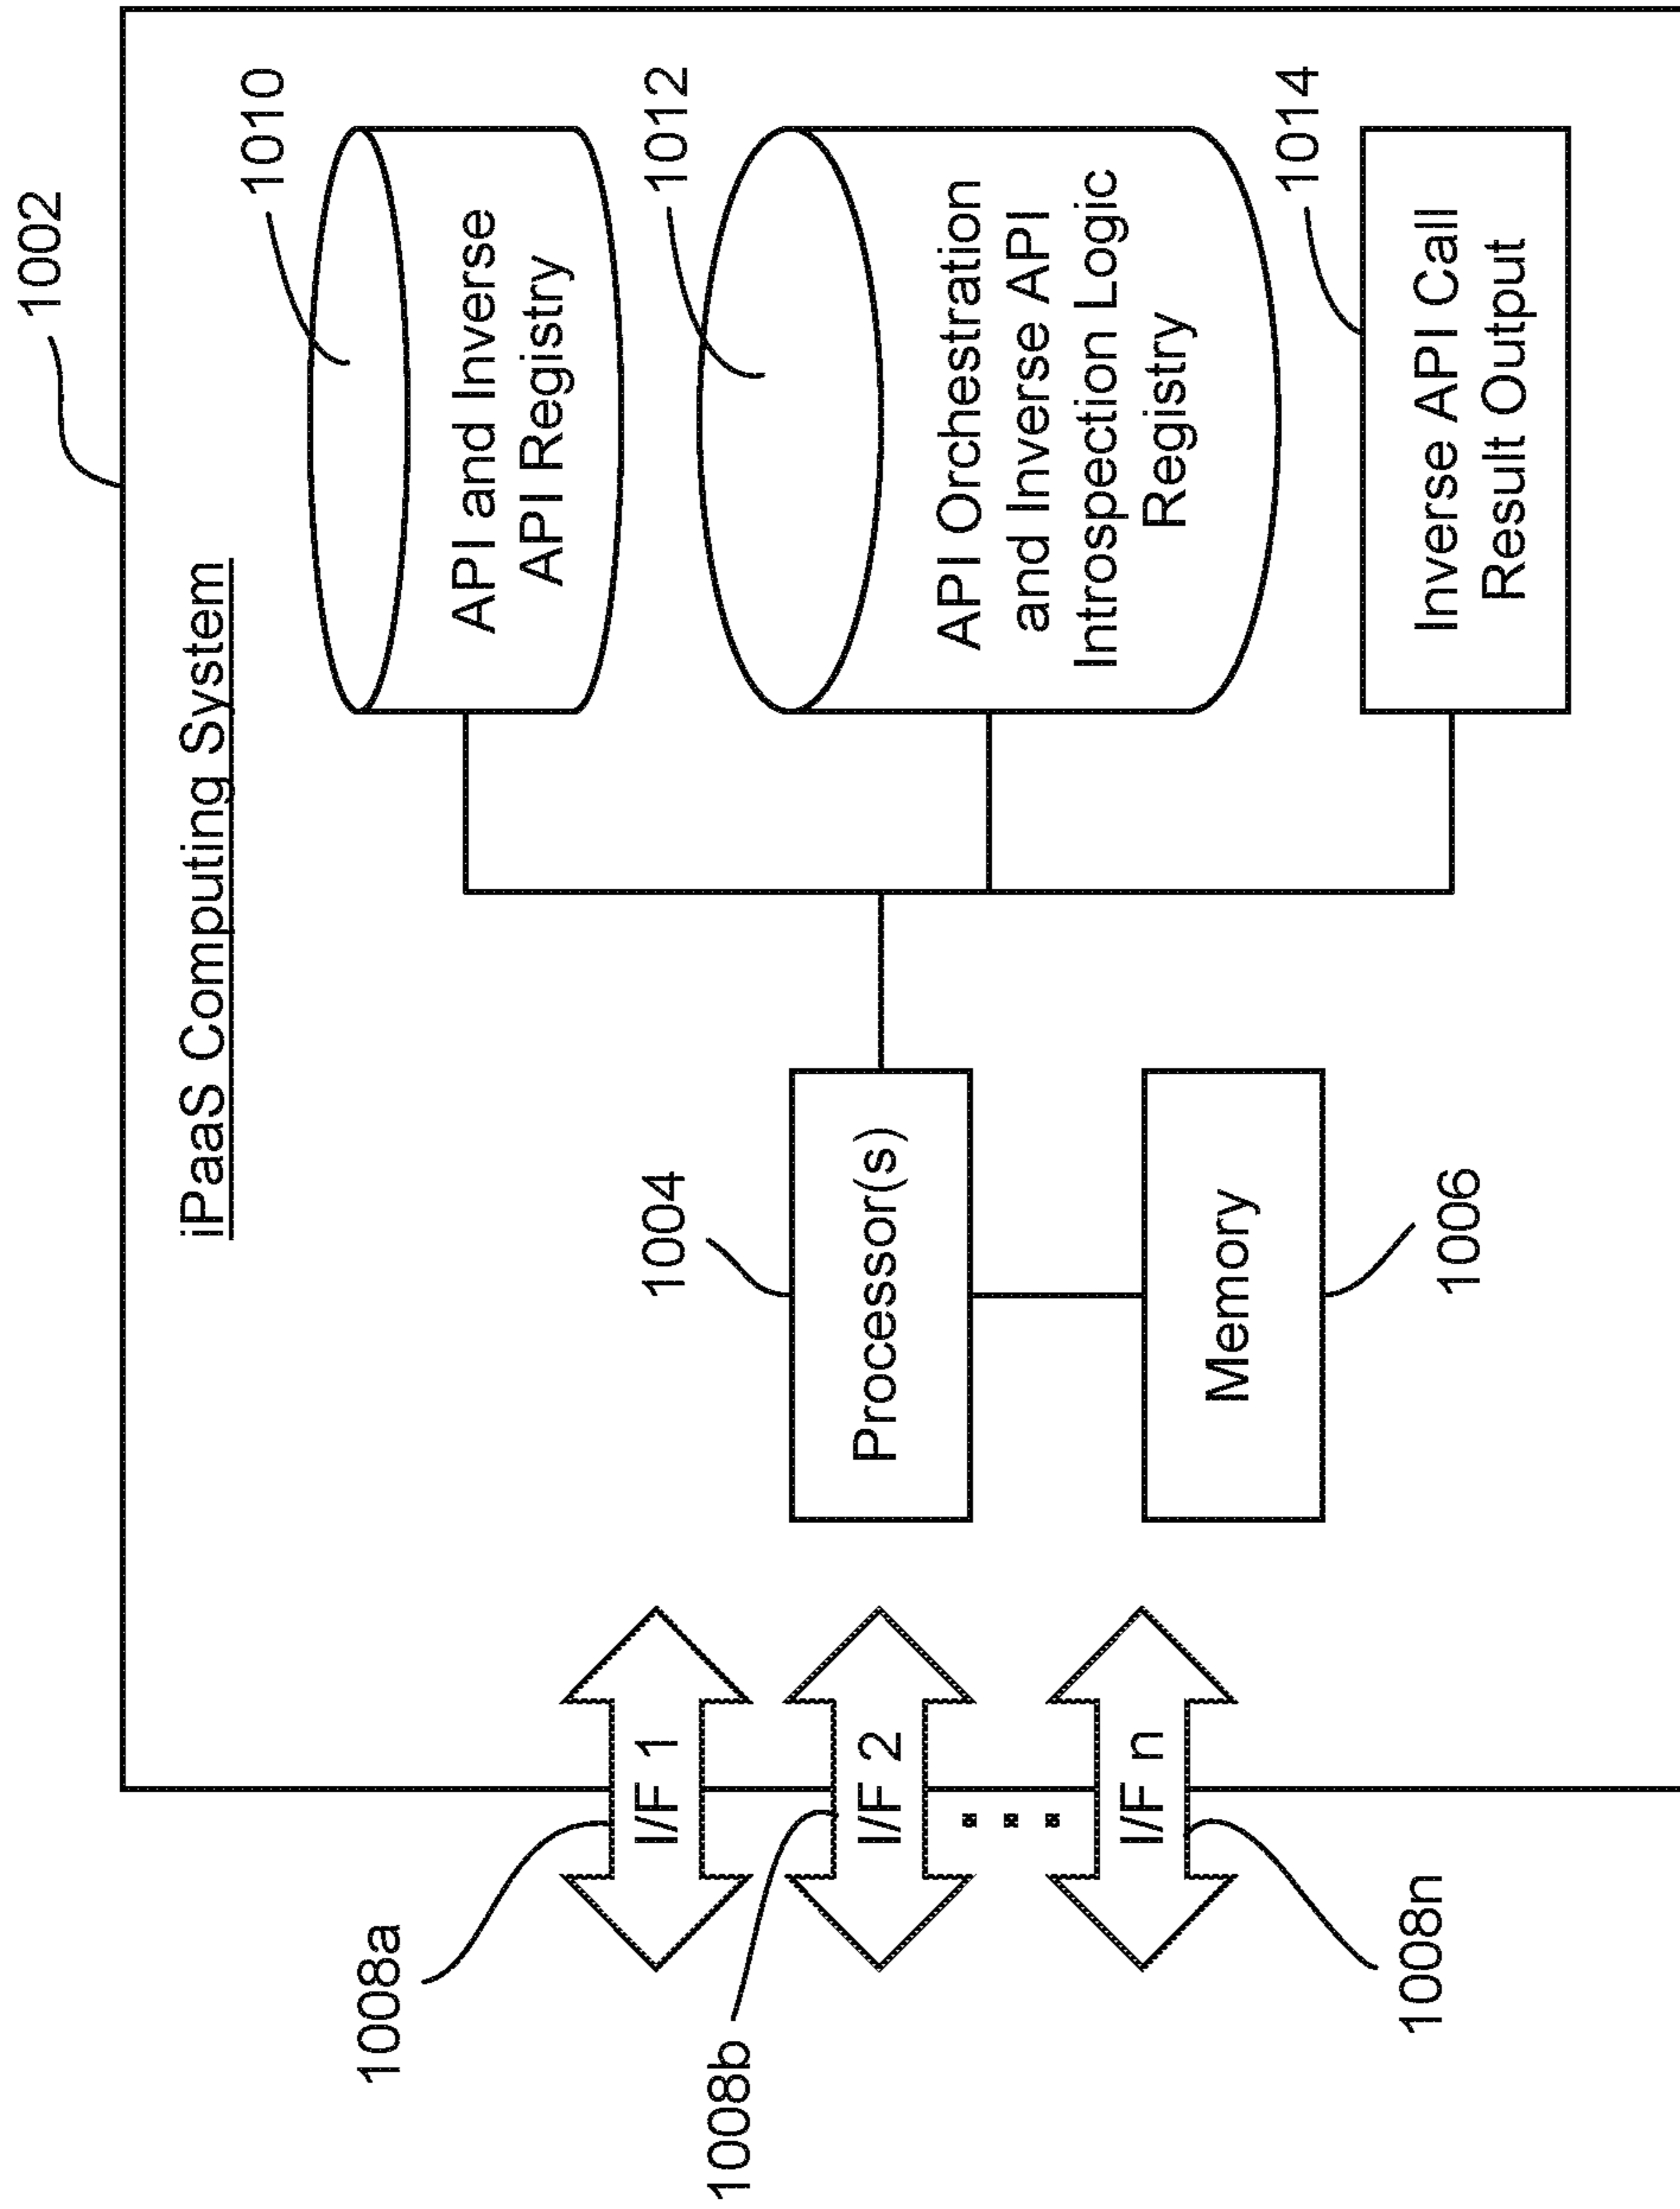 1002
iPaaS Computing System
1010
API and Inverse
API Registry
1012
API Orchestration
and Inverse API
Introspection Logic
Registry
1014
Inverse API Call
Result Output
1004
Processor(s)
Memory
1006
1008a
I/F 1
1008b
I/F 2
I/F n
1008n